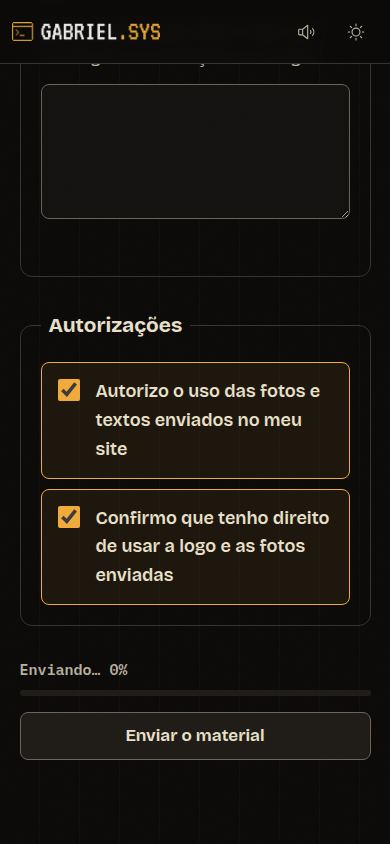 GABRIEL.SYS
Autorizações
Autorizo o uso das fotos e
textos enviados no meu
site
Confirmo que tenho direito
de usar a logo e as fotos
enviadas
Enviando… 0%
Enviar o material